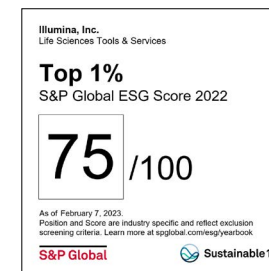 Illumina, Inc.
Life Sciences Tools & Services
Top 1%
S&P Global ESG Score 2022
75 /100
As of February 7, 2023.
Position and Score are industry specific and reflect exclusion
screening criteria. Learn more at spglobal.com/esg/yearbook
S&P Global
Sustainable1